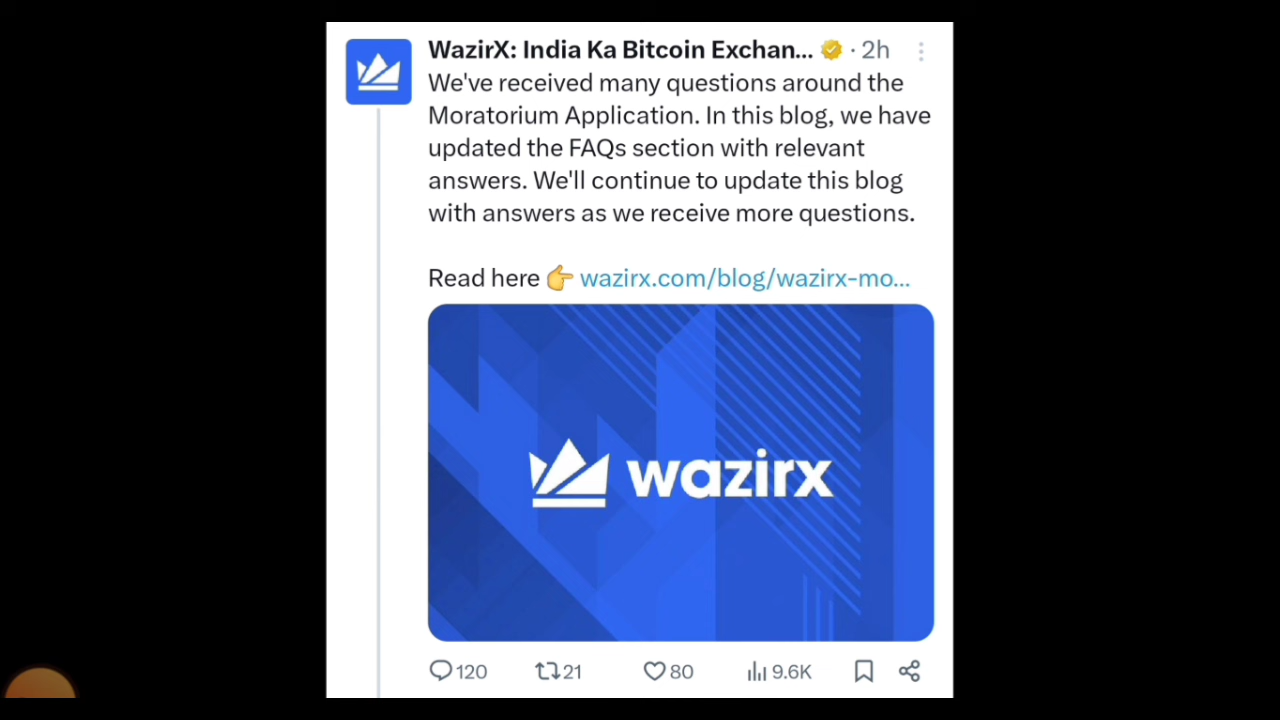 WazirX: India Ka Bitcoin Exchan... · 2h
We've received many questions around the
Moratorium Application. In this blog, we have
updated the FAQs section with relevant
answers. We'll continue to update this blog
with answers as we receive more questions.
Read here 👉 wazirx.com/blog/wazirx-mo...
wazirx
120 21 80 9.6K